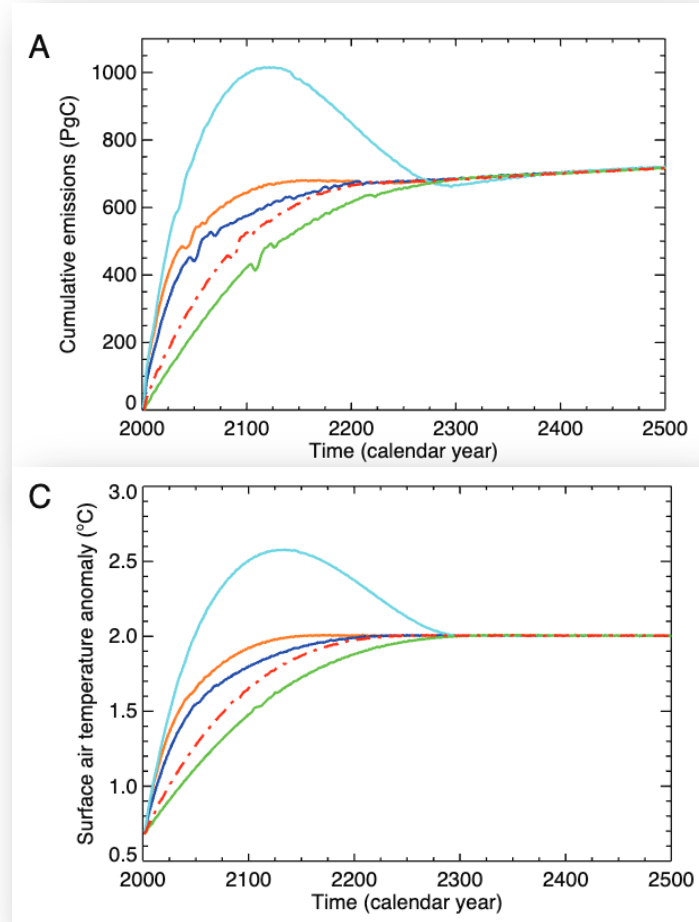 A
Cumulative emissions (PgC)
1000
800
600
400
200
0
2000 2100 2200 2300 2400 2500
Time (calendar year)
C
Surface air temperature anomaly (ºC)
3.0
2.5
2.0
1.5
1.0
0.5
2000 2100 2200 2300 2400 2500
Time (calendar year)